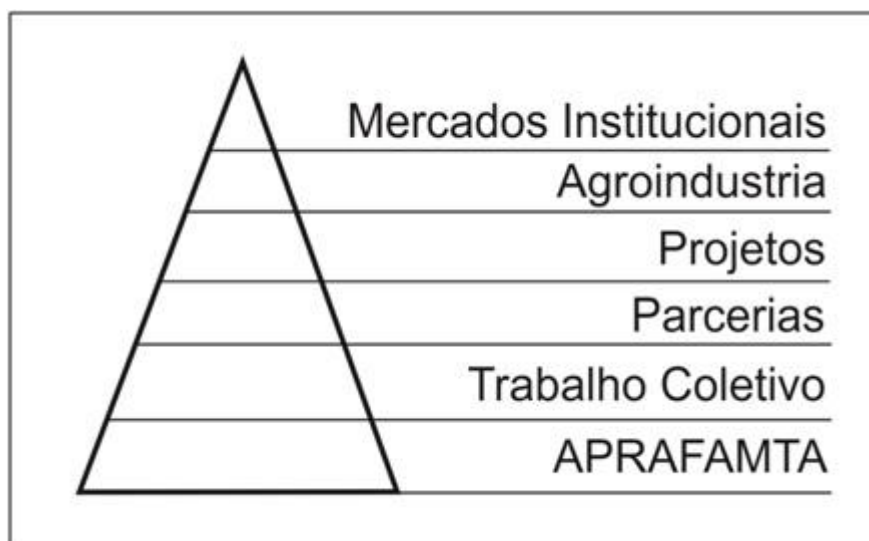 Mercados Institucionais
Agroindustria
Projetos
Parcerias
Trabalho Coletivo
APRAFAMTA